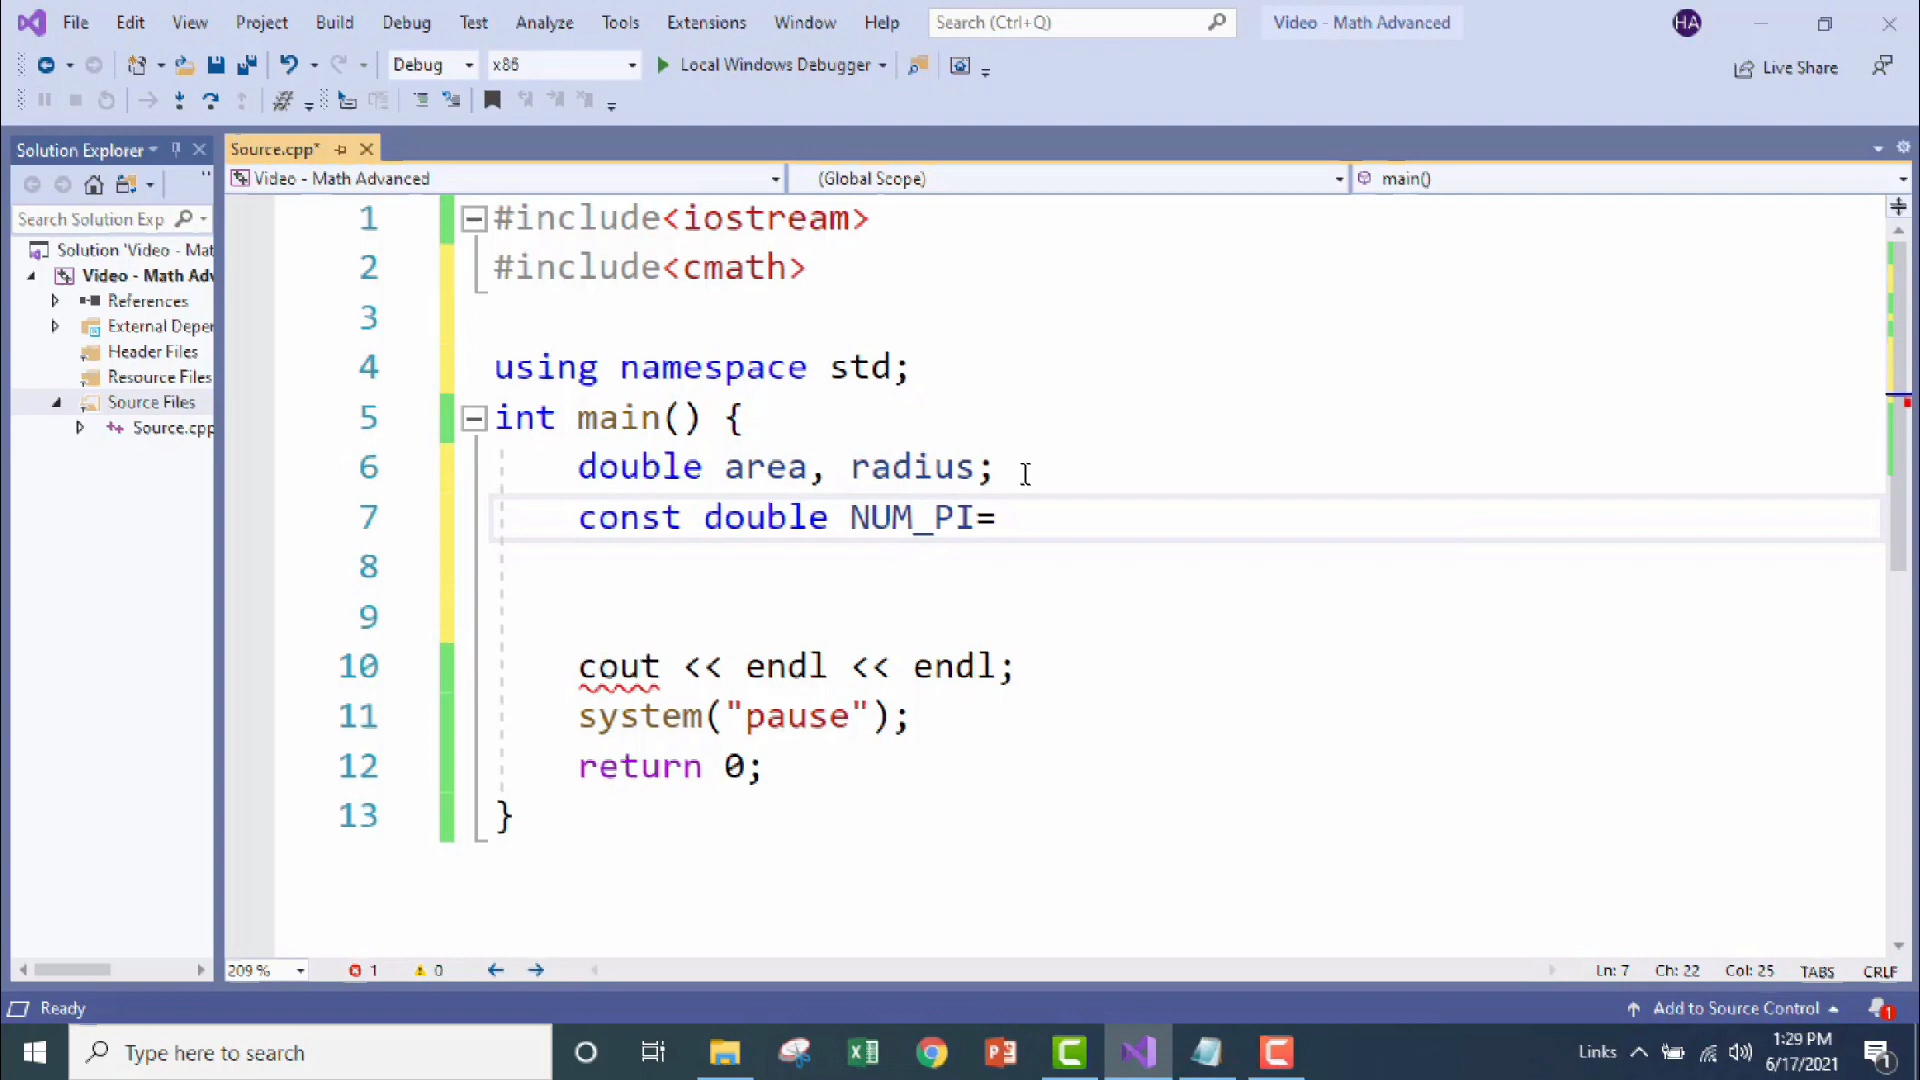 File Edit View Project Build Debug Test Analyze Tools Extensions Window Help Search (Ctrl+Q) Video - Math Advanced HA
Debug x86 Local Windows Debugger Live Share
Solution Explorer Source.cpp*
Video - Math Advanced (Global Scope) main()
Search Solution Exp
Solution 'Video - Mat
Video - Math Adv
References
External Deper
Header Files
Resource Files
Source Files
Source.cpp
1 #include<iostream>
2 #include<cmath>
3
4 using namespace std;
5 int main() {
6 double area, radius;
7 const double NUM_PI=
8
9
10 cout << endl << endl;
11 system("pause");
12 return 0;
13 }
209 % 1 0 Ln: 7 Ch: 22 Col: 25 TABS CRLF
Ready Add to Source Control 1
Type here to search Links 1:29 PM
6/17/2021 1